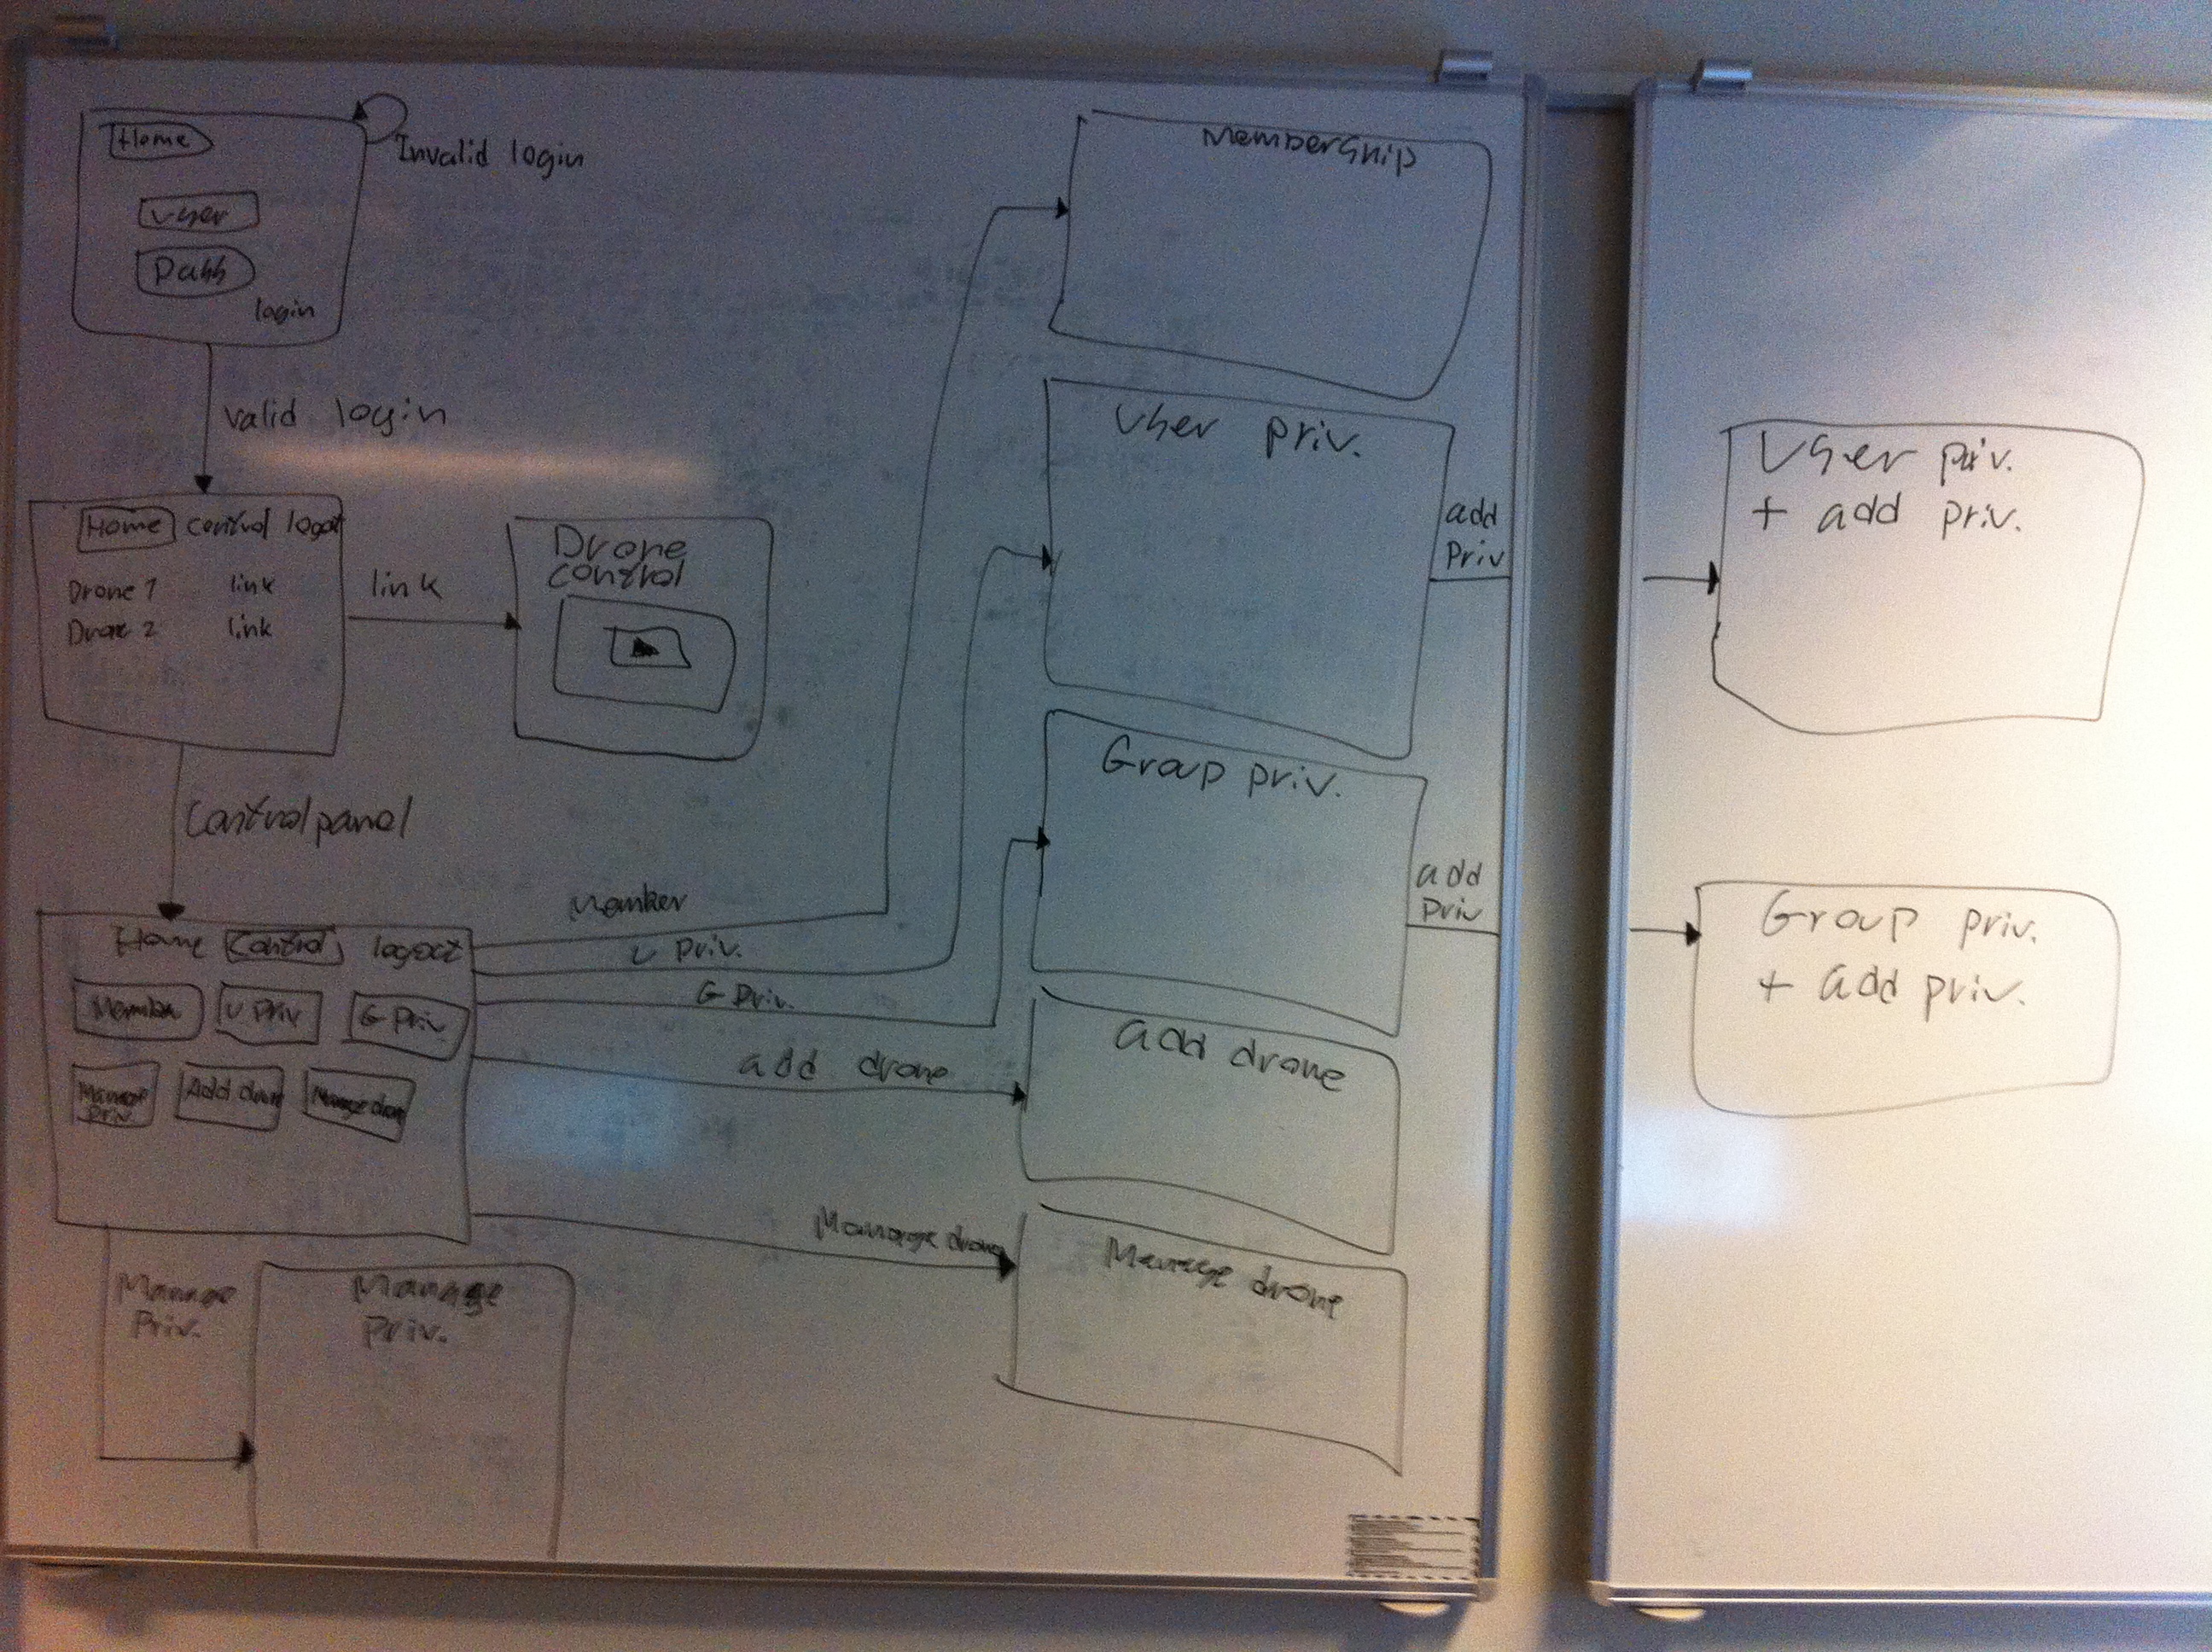 Home
User
Pass
login
Invalid login
valid login
Home control logout
Drone 1 link
Drone 2 link
link
Drone
control
Controlpanel
Home Control logout
Member U Priv G Priv
Manage
priv.
Add drone
Manage drone
Member
U Priv.
G Priv.
add drone
Manage drone
Manage
Priv.
Manage
Priv.
Membership
User priv.
add
Priv
Group priv.
add
Priv
Add drone
Manage drone
User priv.
+ add priv.
Group priv.
+ add priv.